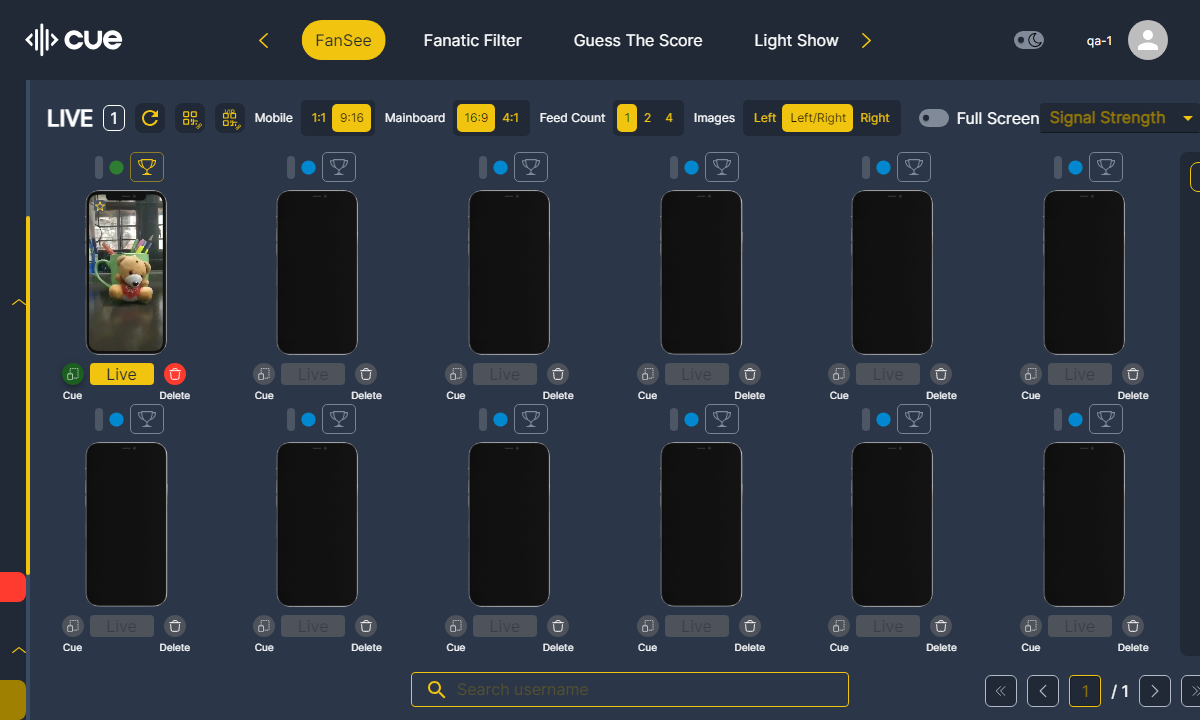 cue
FanSee
Fanatic Filter
Guess The Score
Light Show
qa-1
LIVE 1
Mobile 1:1 9:16 Mainboard 16:9 4:1 Feed Count 1 2 4 Images Left Left/Right Right Full Screen Signal Strength
Live Live Live Live Live Live
Cue Delete Cue Delete Cue Delete Cue Delete Cue Delete Cue Delete
Live Live Live Live Live Live
Cue Delete Cue Delete Cue Delete Cue Delete Cue Delete Cue Delete
Search username
1 / 1